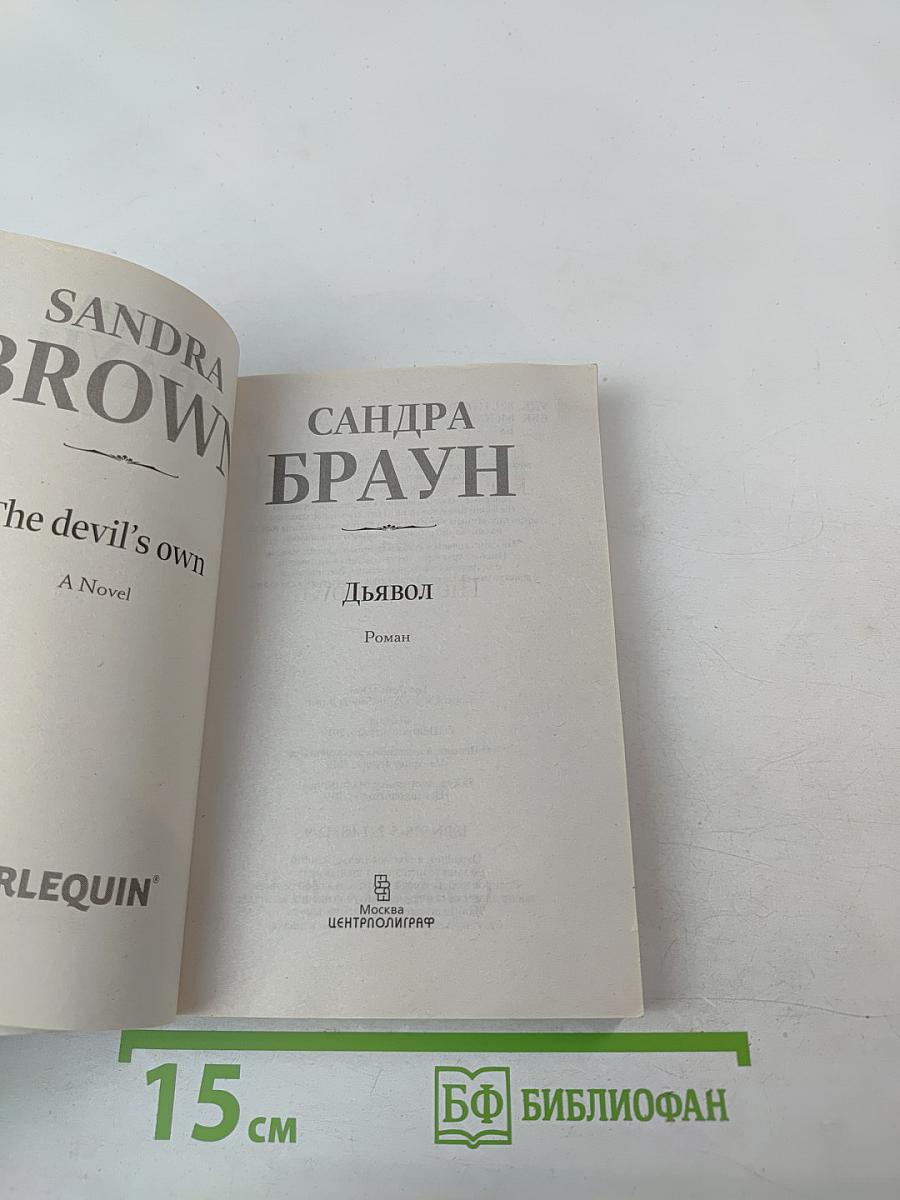 SANDRA
BROWN
The devil's own
A Novel
RLEQUIN®
САНДРА
БРАУН
Дьявол
Роман
Москва
ЦЕНТРПОЛИГРАФ
15 см
БФ БИБЛИОФАН